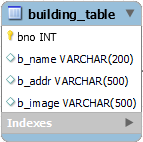 building_table
bno INT
b_name VARCHAR(200)
b_addr VARCHAR(500)
b_image VARCHAR(500)
Indexes